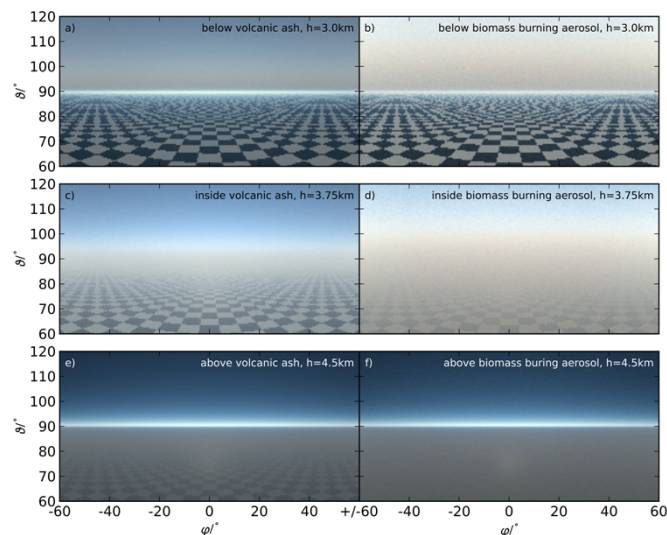 120
110
100
90
80
70
60
ϑ/°
a)
below volcanic ash, h=3.0km
b)
below biomass burning aerosol, h=3.0km
120
110
100
90
80
70
60
ϑ/°
c)
inside volcanic ash, h=3.75km
d)
inside biomass burning aerosol, h=3.75km
120
110
100
90
80
70
60
ϑ/°
e)
above volcanic ash, h=4.5km
f)
above biomass buring aerosol, h=4.5km
-60 -40 -20 0 20 40 +/-60 -40 -20 0 20 40 60
φ/° φ/°